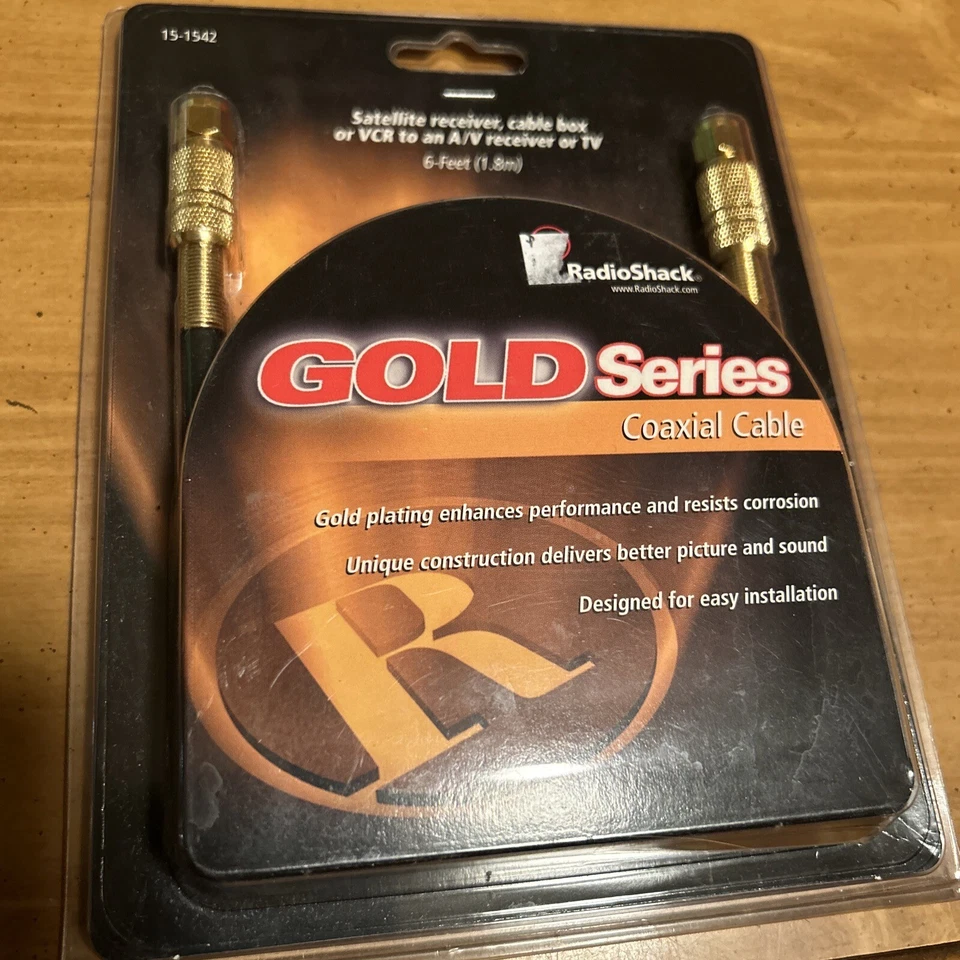 15-1542
Satellite receiver, cable box
or VCR to an A/V receiver or TV
6-Feet (1.8m)
RadioShack®
www.RadioShack.com
GOLD Series
Coaxial Cable
Gold plating enhances performance and resists corrosion
Unique construction delivers better picture and sound
Designed for easy installation
R